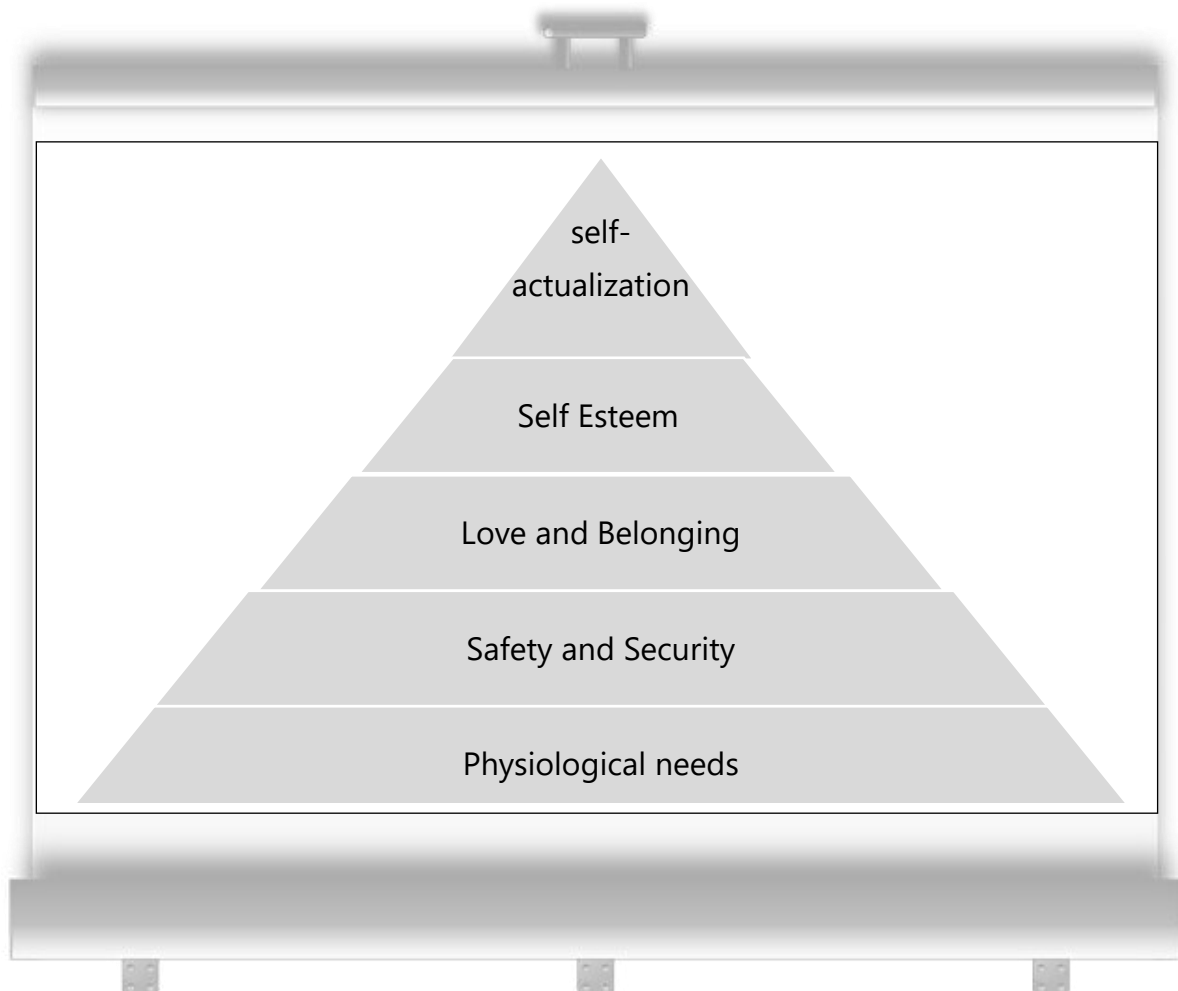 self-
actualization
Self Esteem
Love and Belonging
Safety and Security
Physiological needs